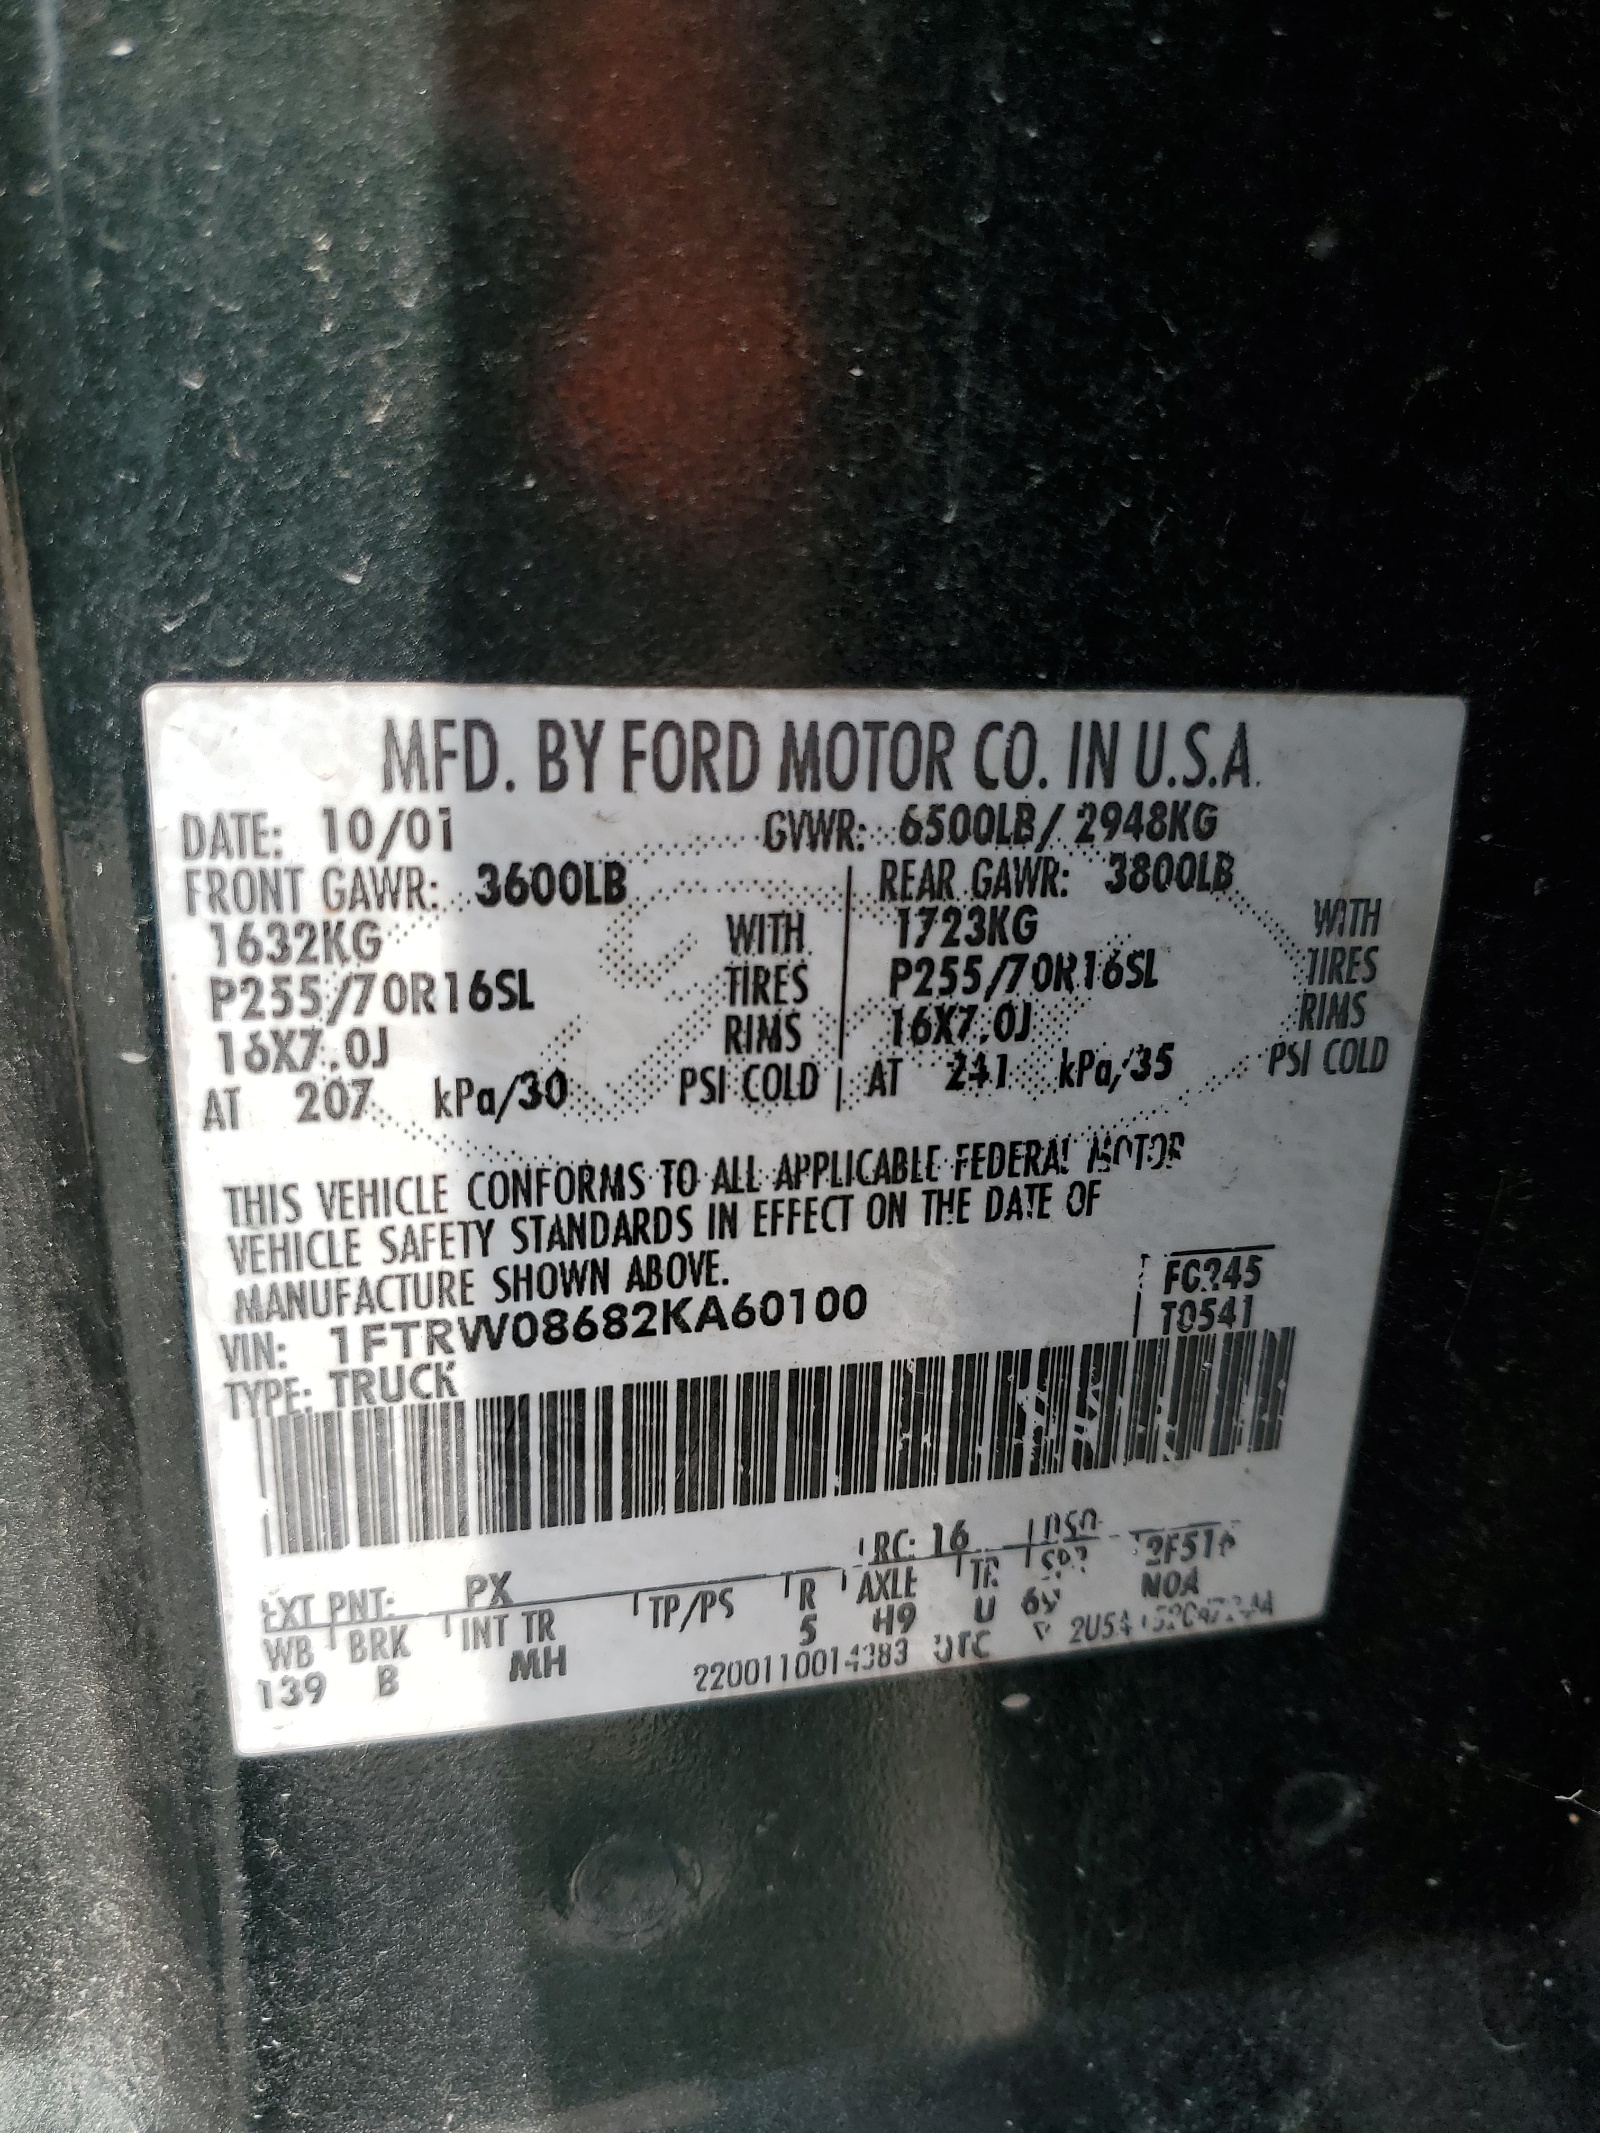 MFD. BY FORD MOTOR CO. IN U.S.A.
DATE: 10/01 GVWR: 6500LB/ 2948KG
FRONT GAWR: 3600LB REAR GAWR: 3800LB
1632KG WITH 1723KG WITH
P255/70R16SL TIRES P255/70R16SL TIRES
16X7.0J RIMS 16X7.0J RIMS
AT 207 kPa/30 PSI COLD AT 241 kPa/35 PSI COLD
THIS VEHICLE CONFORMS TO ALL APPLICABLE FEDERAL MOTOR
VEHICLE SAFETY STANDARDS IN EFFECT ON THE DATE OF
MANUFACTURE SHOWN ABOVE.
VIN: 1FTRW08682KA60100
TYPE: TRUCK T0541
EXT PNT: PX RC: 16
WB BRK INT TR TP/PS R AXLE TR
139 B MH 5 H9 U NOA